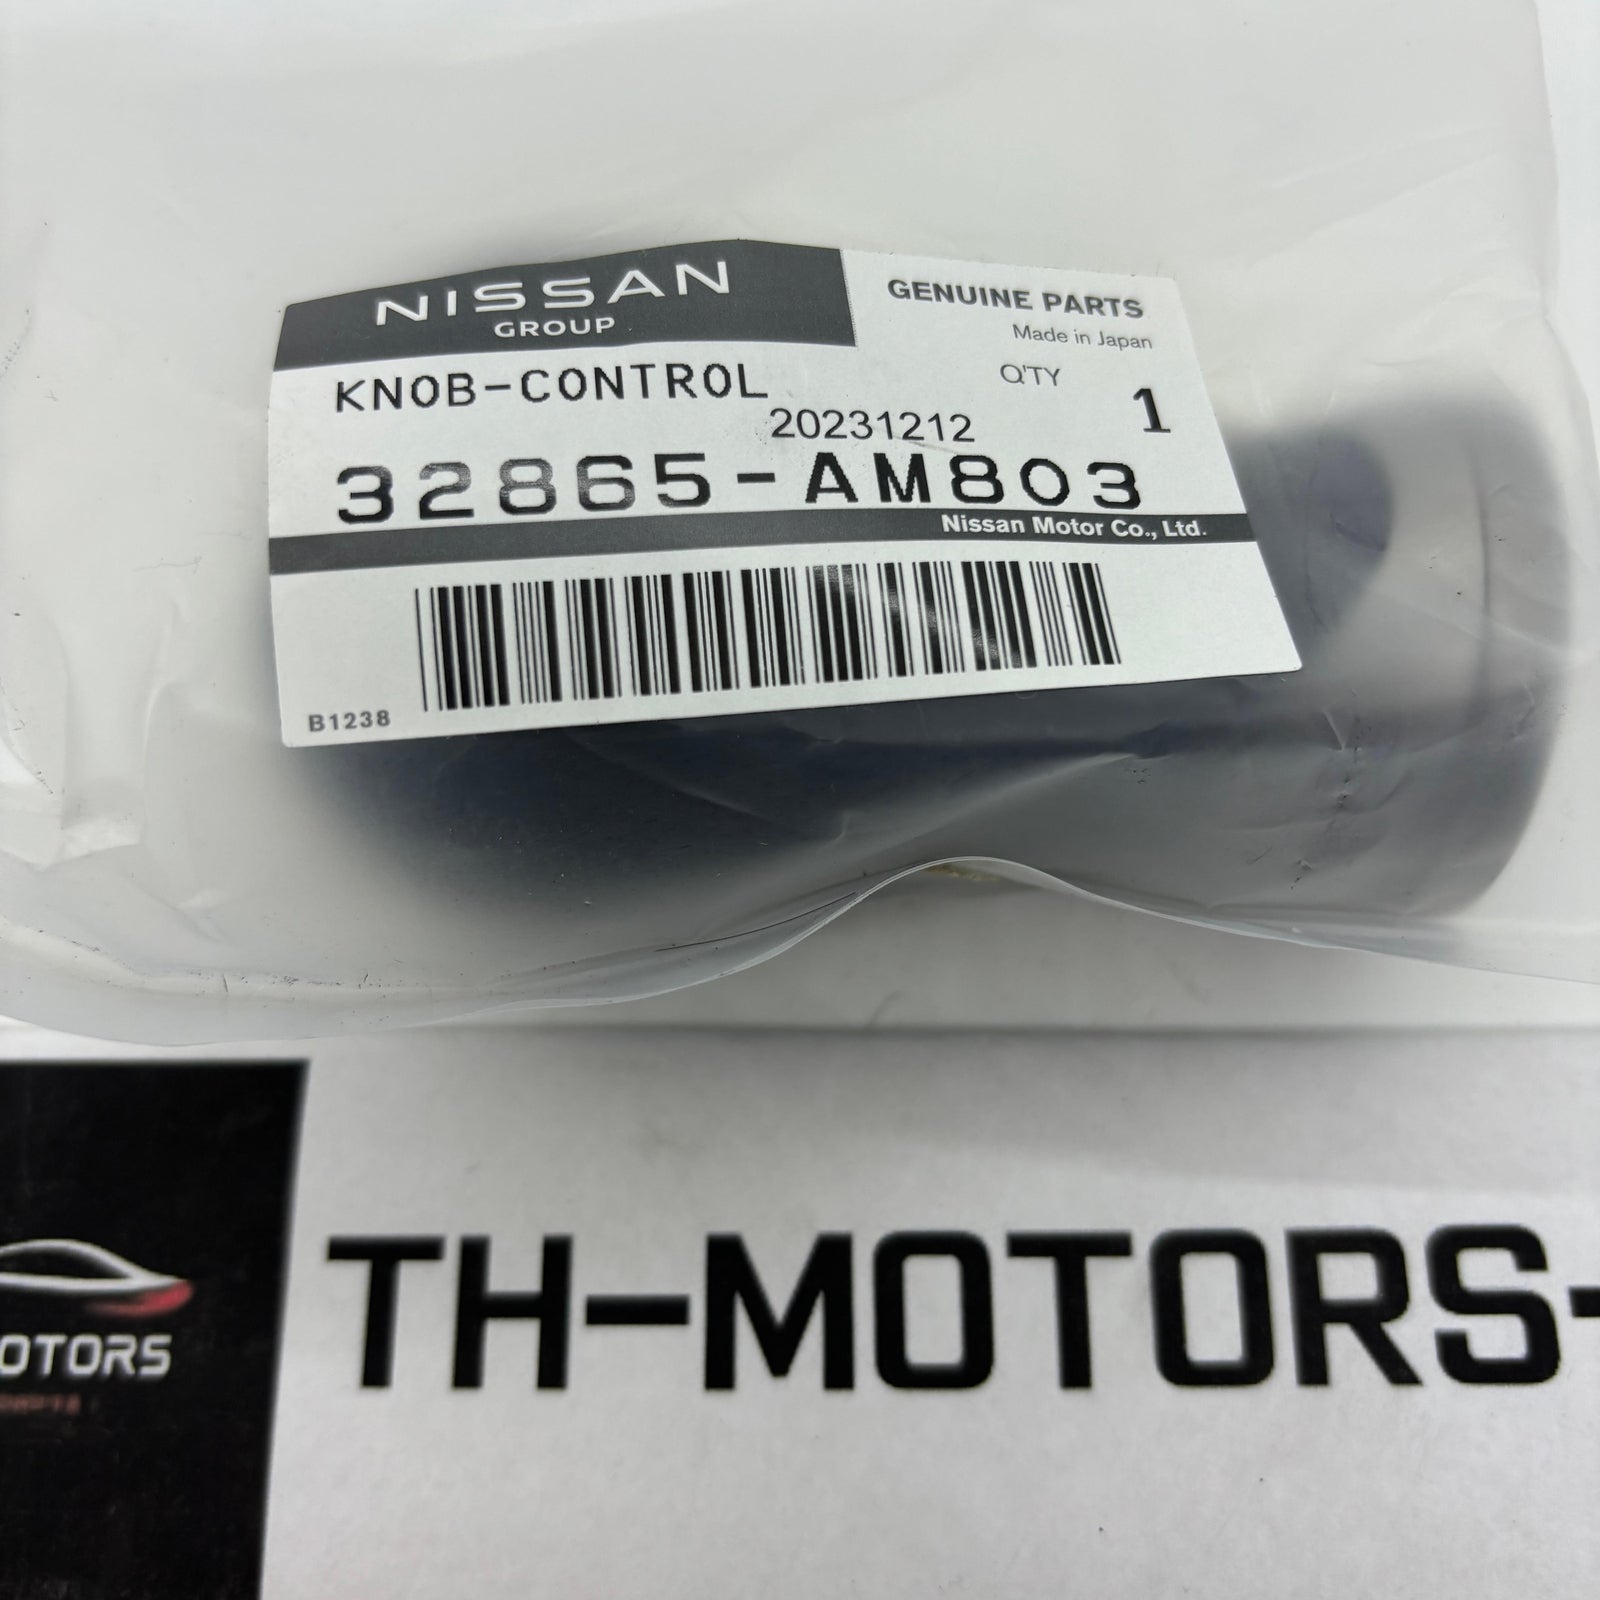 NISSAN
GROUP
GENUINE PARTS
Made in Japan
KNOB-CONTROL
Q'TY
1
20231212
32865-AM803
Nissan Motor Co., Ltd.
B1238
TH-MOTORS-
OTORS